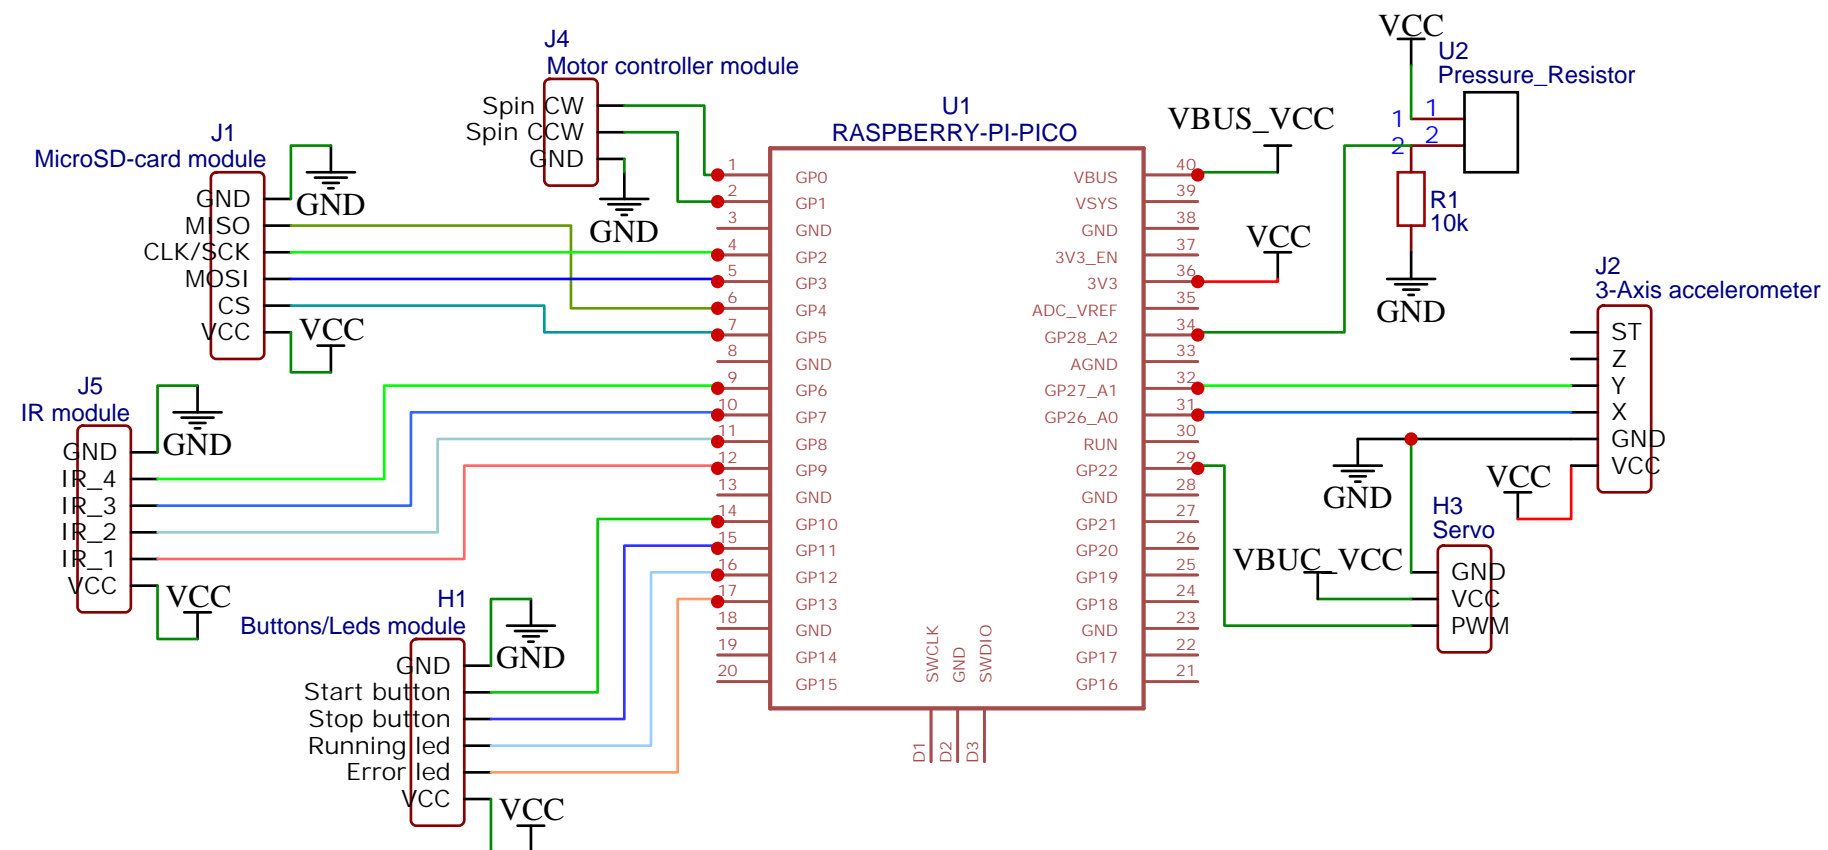 J4
Motor controller module
Spin CW
Spin CCW
GND
GND
J1
MicroSD-card module
GND
MISO
CLK/SCK
MOSI
CS
VCC
GND
VCC
J5
IR module
GND
IR_4
IR_3
IR_2
IR_1
VCC
GND
VCC
H1
Buttons/Leds module
GND
Start button
Stop button
Running led
Error led
VCC
GND
VCC
U1
RASPBERRY-PI-PICO
1 GP0
2 GP1
3 GND
4 GP2
5 GP3
6 GP4
7 GP5
8 GND
9 GP6
10 GP7
11 GP8
12 GP9
13 GND
14 GP10
15 GP11
16 GP12
17 GP13
18 GND
19 GP14
20 GP15
VBUS 40
VSYS 39
GND 38
3V3_EN 37
3V3 36
ADC_VREF 35
GP28_A2 34
AGND 33
GP27_A1 32
GP26_A0 31
RUN 30
GP22 29
GND 28
GP21 27
GP20 26
GP19 25
GP18 24
GND 23
GP17 22
GP16 21
SWCLK
GND
SWDIO
D1
D2
D3
VBUS_VCC
VCC
VCC
U2
Pressure_Resistor
1 1
2 2
R1
10k
GND
J2
3-Axis accelerometer
ST
Z
Y
X
GND
VCC
GND
VCC
H3
Servo
GND
VCC
PWM
VBUC_VCC